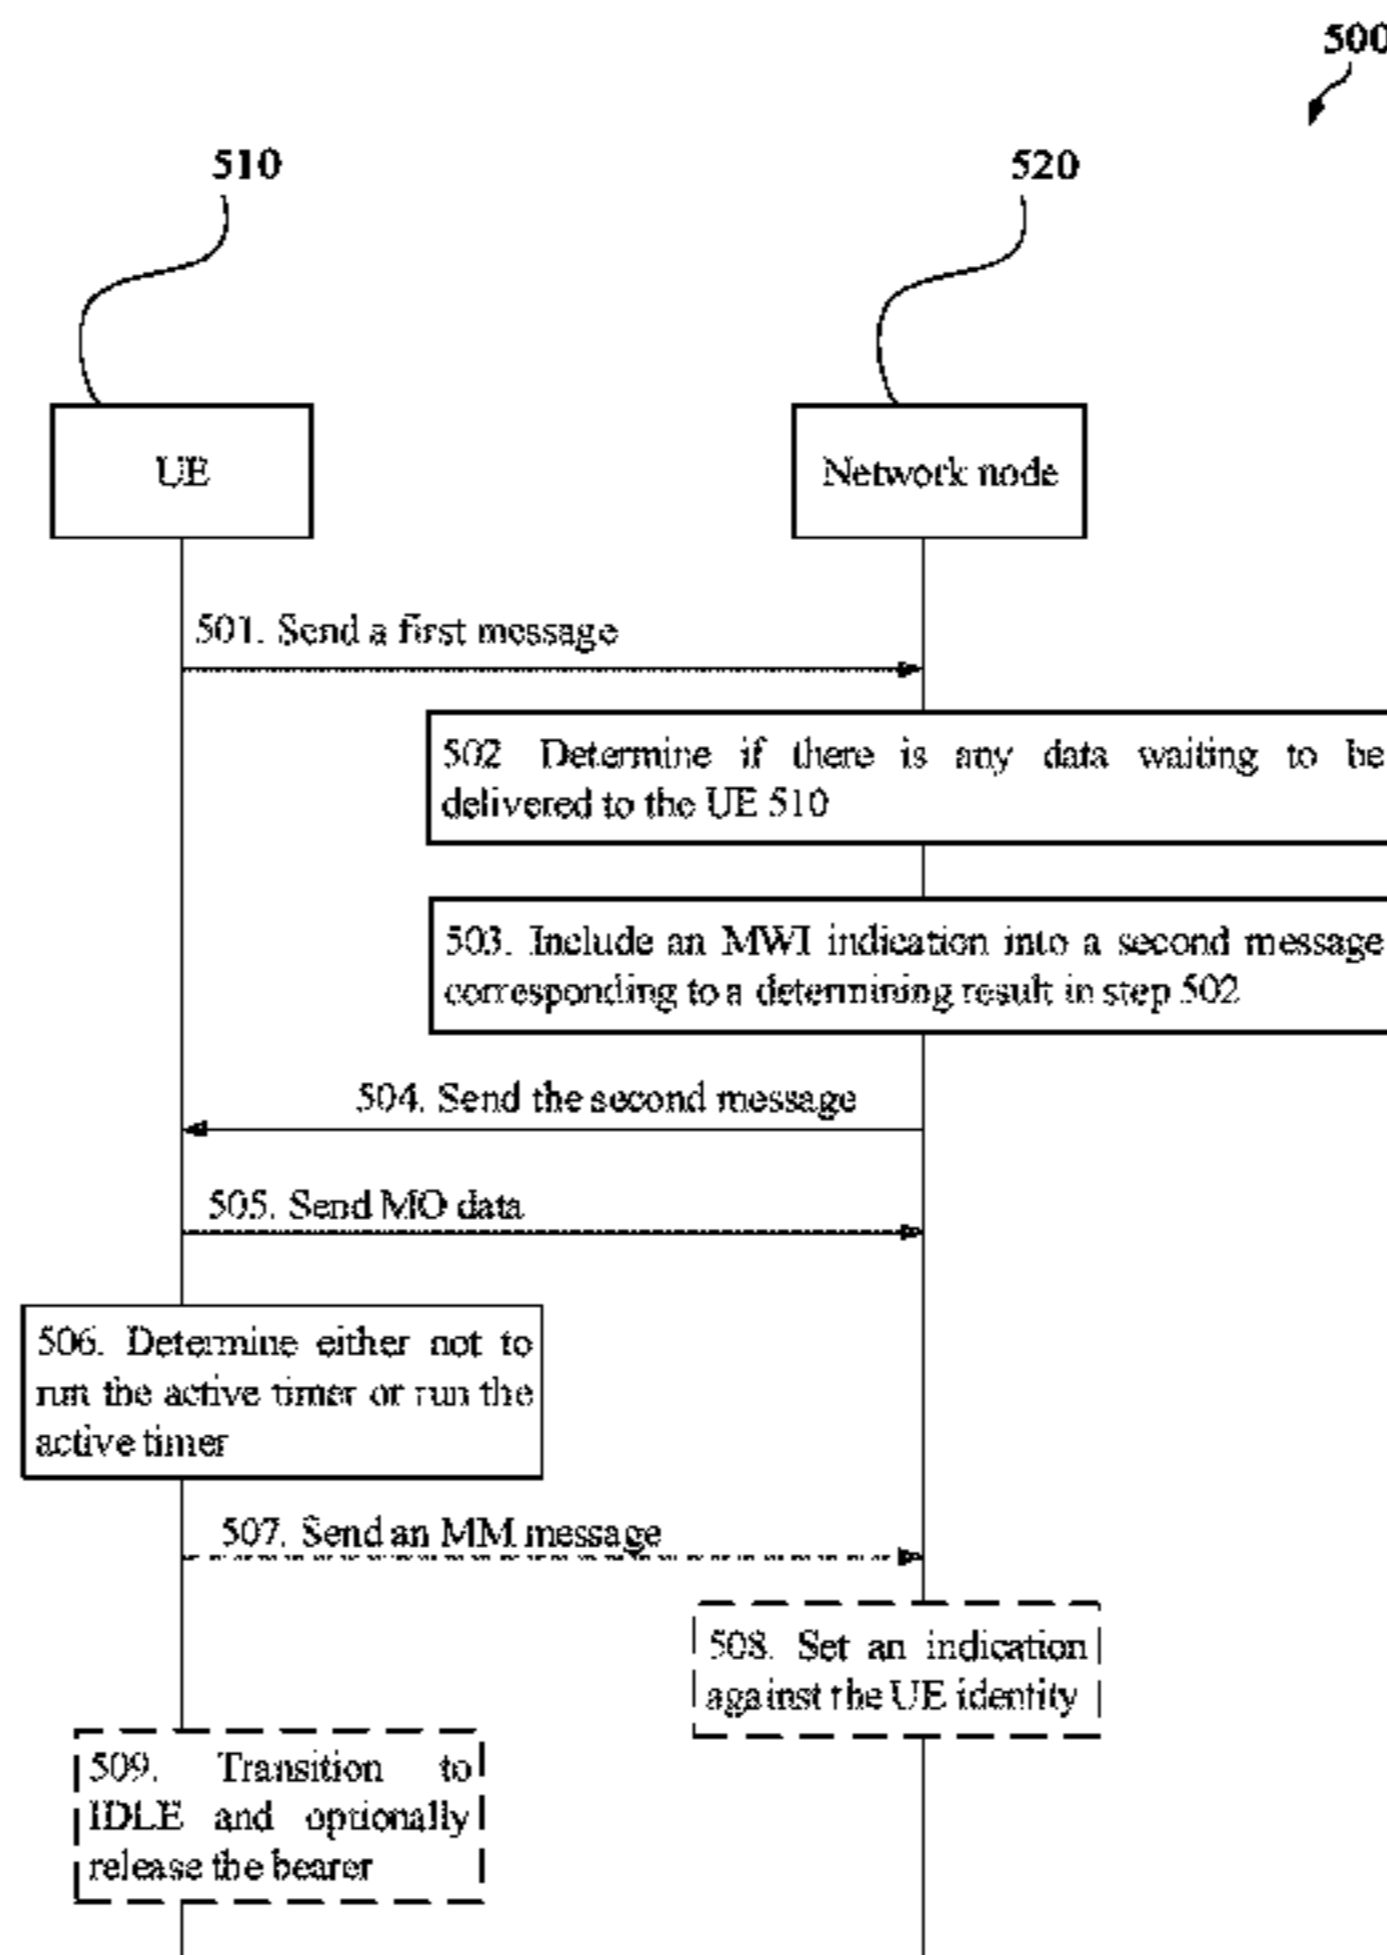 500
510
520
UE
Network node
501. Send a first message
502 Determine if there is any data waiting to be
delivered to the UE 510
503. Include an MWI indication into a second message
corresponding to a determining result in step 502
504. Send the second message
505. Send MO data
506. Determine either not to
run the active timer or run the
active timer
507. Send an MM message
508. Set an indication
against the UE identity
509. Transition to
IDLE and optionally
release the bearer